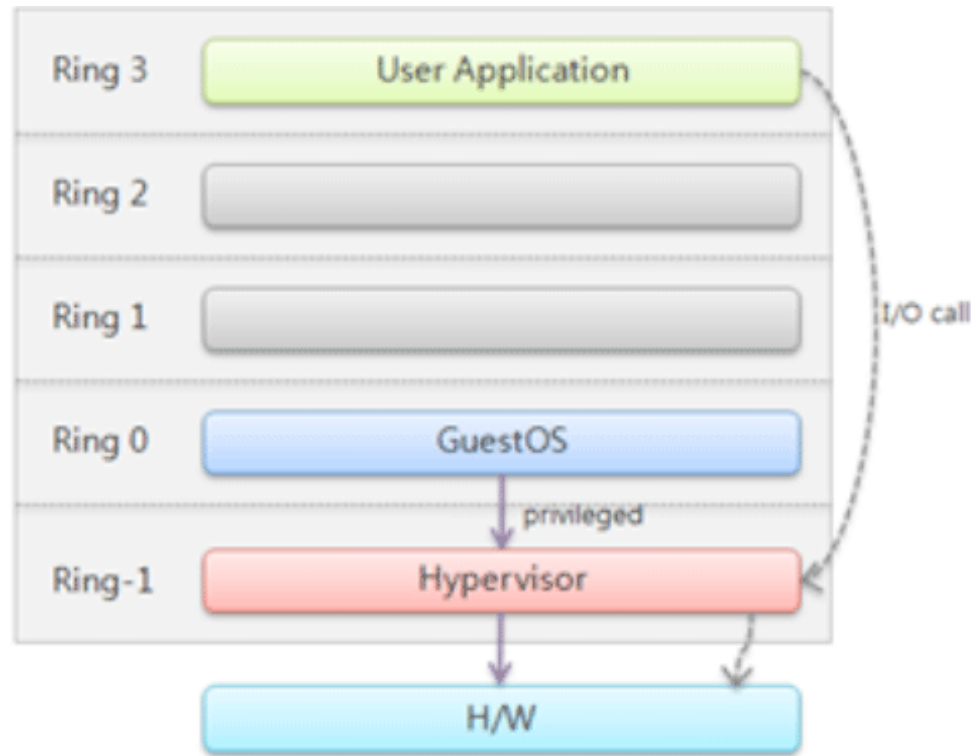 Ring 3
User Application
Ring 2
Ring 1
I/O call
Ring 0
GuestOS
privileged
Ring-1
Hypervisor
H/W